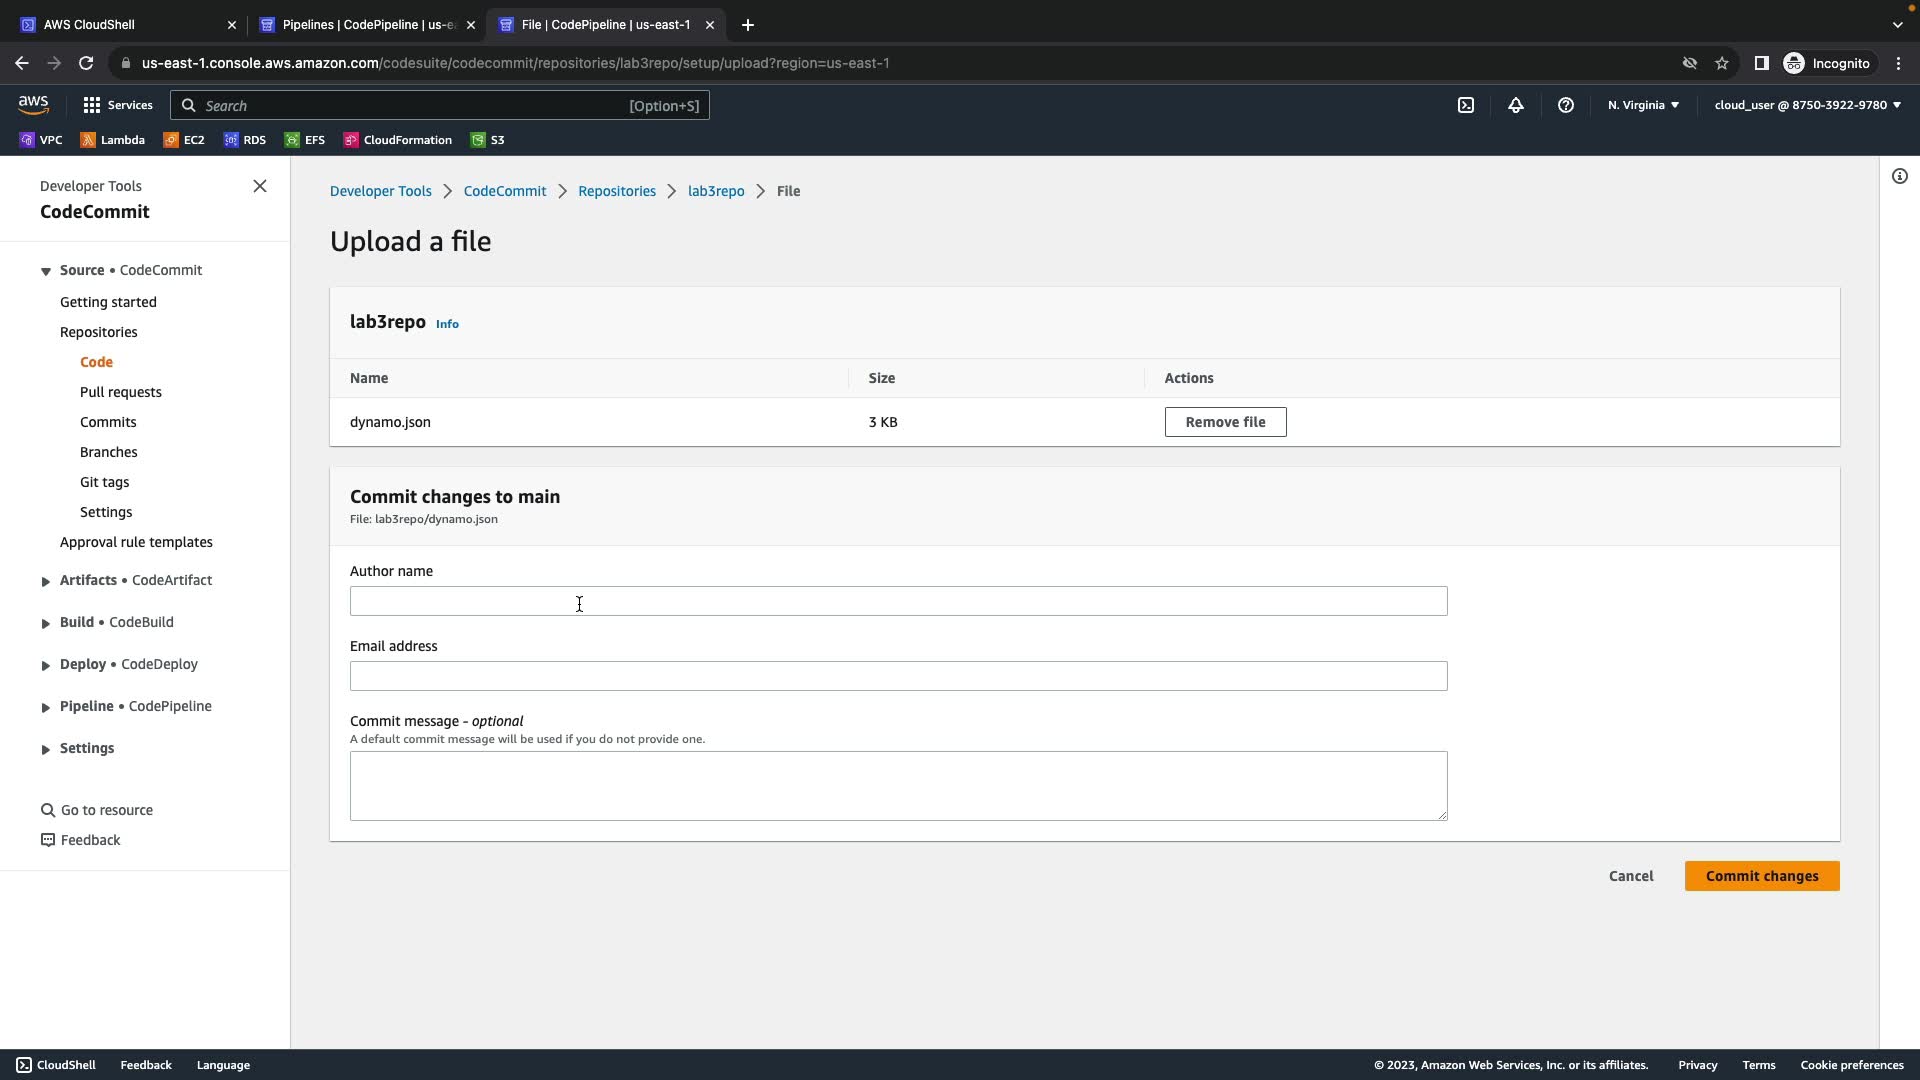 AWS CloudShell
Pipelines | CodePipeline | us-ea
File | CodePipeline | us-east-1
us-east-1.console.aws.amazon.com/codesuite/codecommit/repositories/lab3repo/setup/upload?region=us-east-1
Incognito
aws
Services
Search
[Option+S]
N. Virginia
cloud_user @ 8750-3922-9780
VPC
Lambda
EC2
RDS
EFS
CloudFormation
S3
Developer Tools
CodeCommit
Source • CodeCommit
Getting started
Repositories
Code
Pull requests
Commits
Branches
Git tags
Settings
Approval rule templates
Artifacts • CodeArtifact
Build • CodeBuild
Deploy • CodeDeploy
Pipeline • CodePipeline
Settings
Go to resource
Feedback
Developer Tools > CodeCommit > Repositories > lab3repo > File
Upload a file
lab3repo Info
Name Size Actions
dynamo.json 3 KB Remove file
Commit changes to main
File: lab3repo/dynamo.json
Author name
Email address
Commit message - optional
A default commit message will be used if you do not provide one.
Cancel
Commit changes
CloudShell
Feedback
Language
© 2023, Amazon Web Services, Inc. or its affiliates.
Privacy
Terms
Cookie preferences